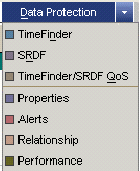 Data Protection
TimeFinder
SRDF
TimeFinder/SRDF QoS
Properties
Alerts
Relationship
Performance